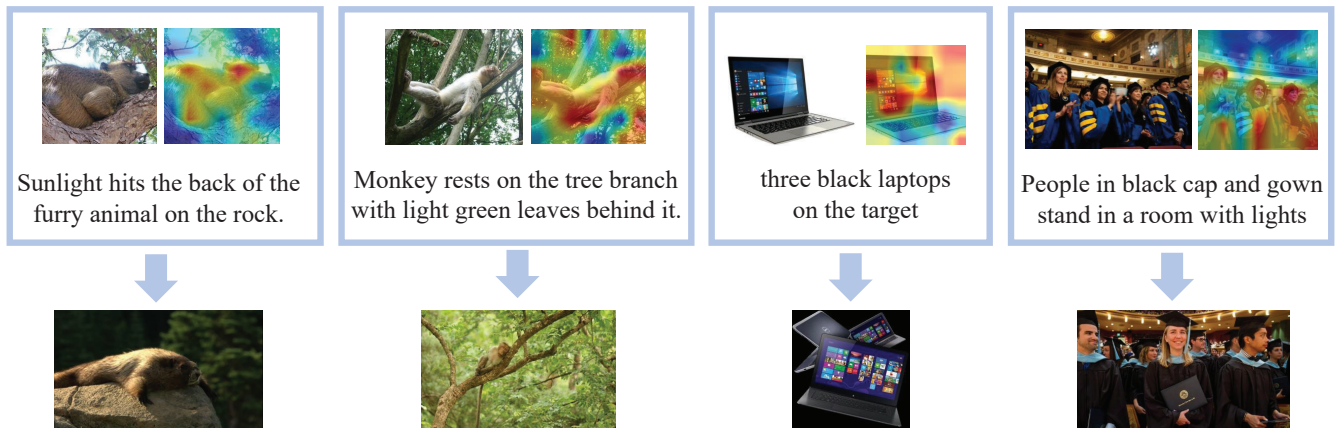 Sunlight hits the back of the
furry animal on the rock.
Monkey rests on the tree branch
with light green leaves behind it.
three black laptops
on the target
People in black cap and gown
stand in a room with lights